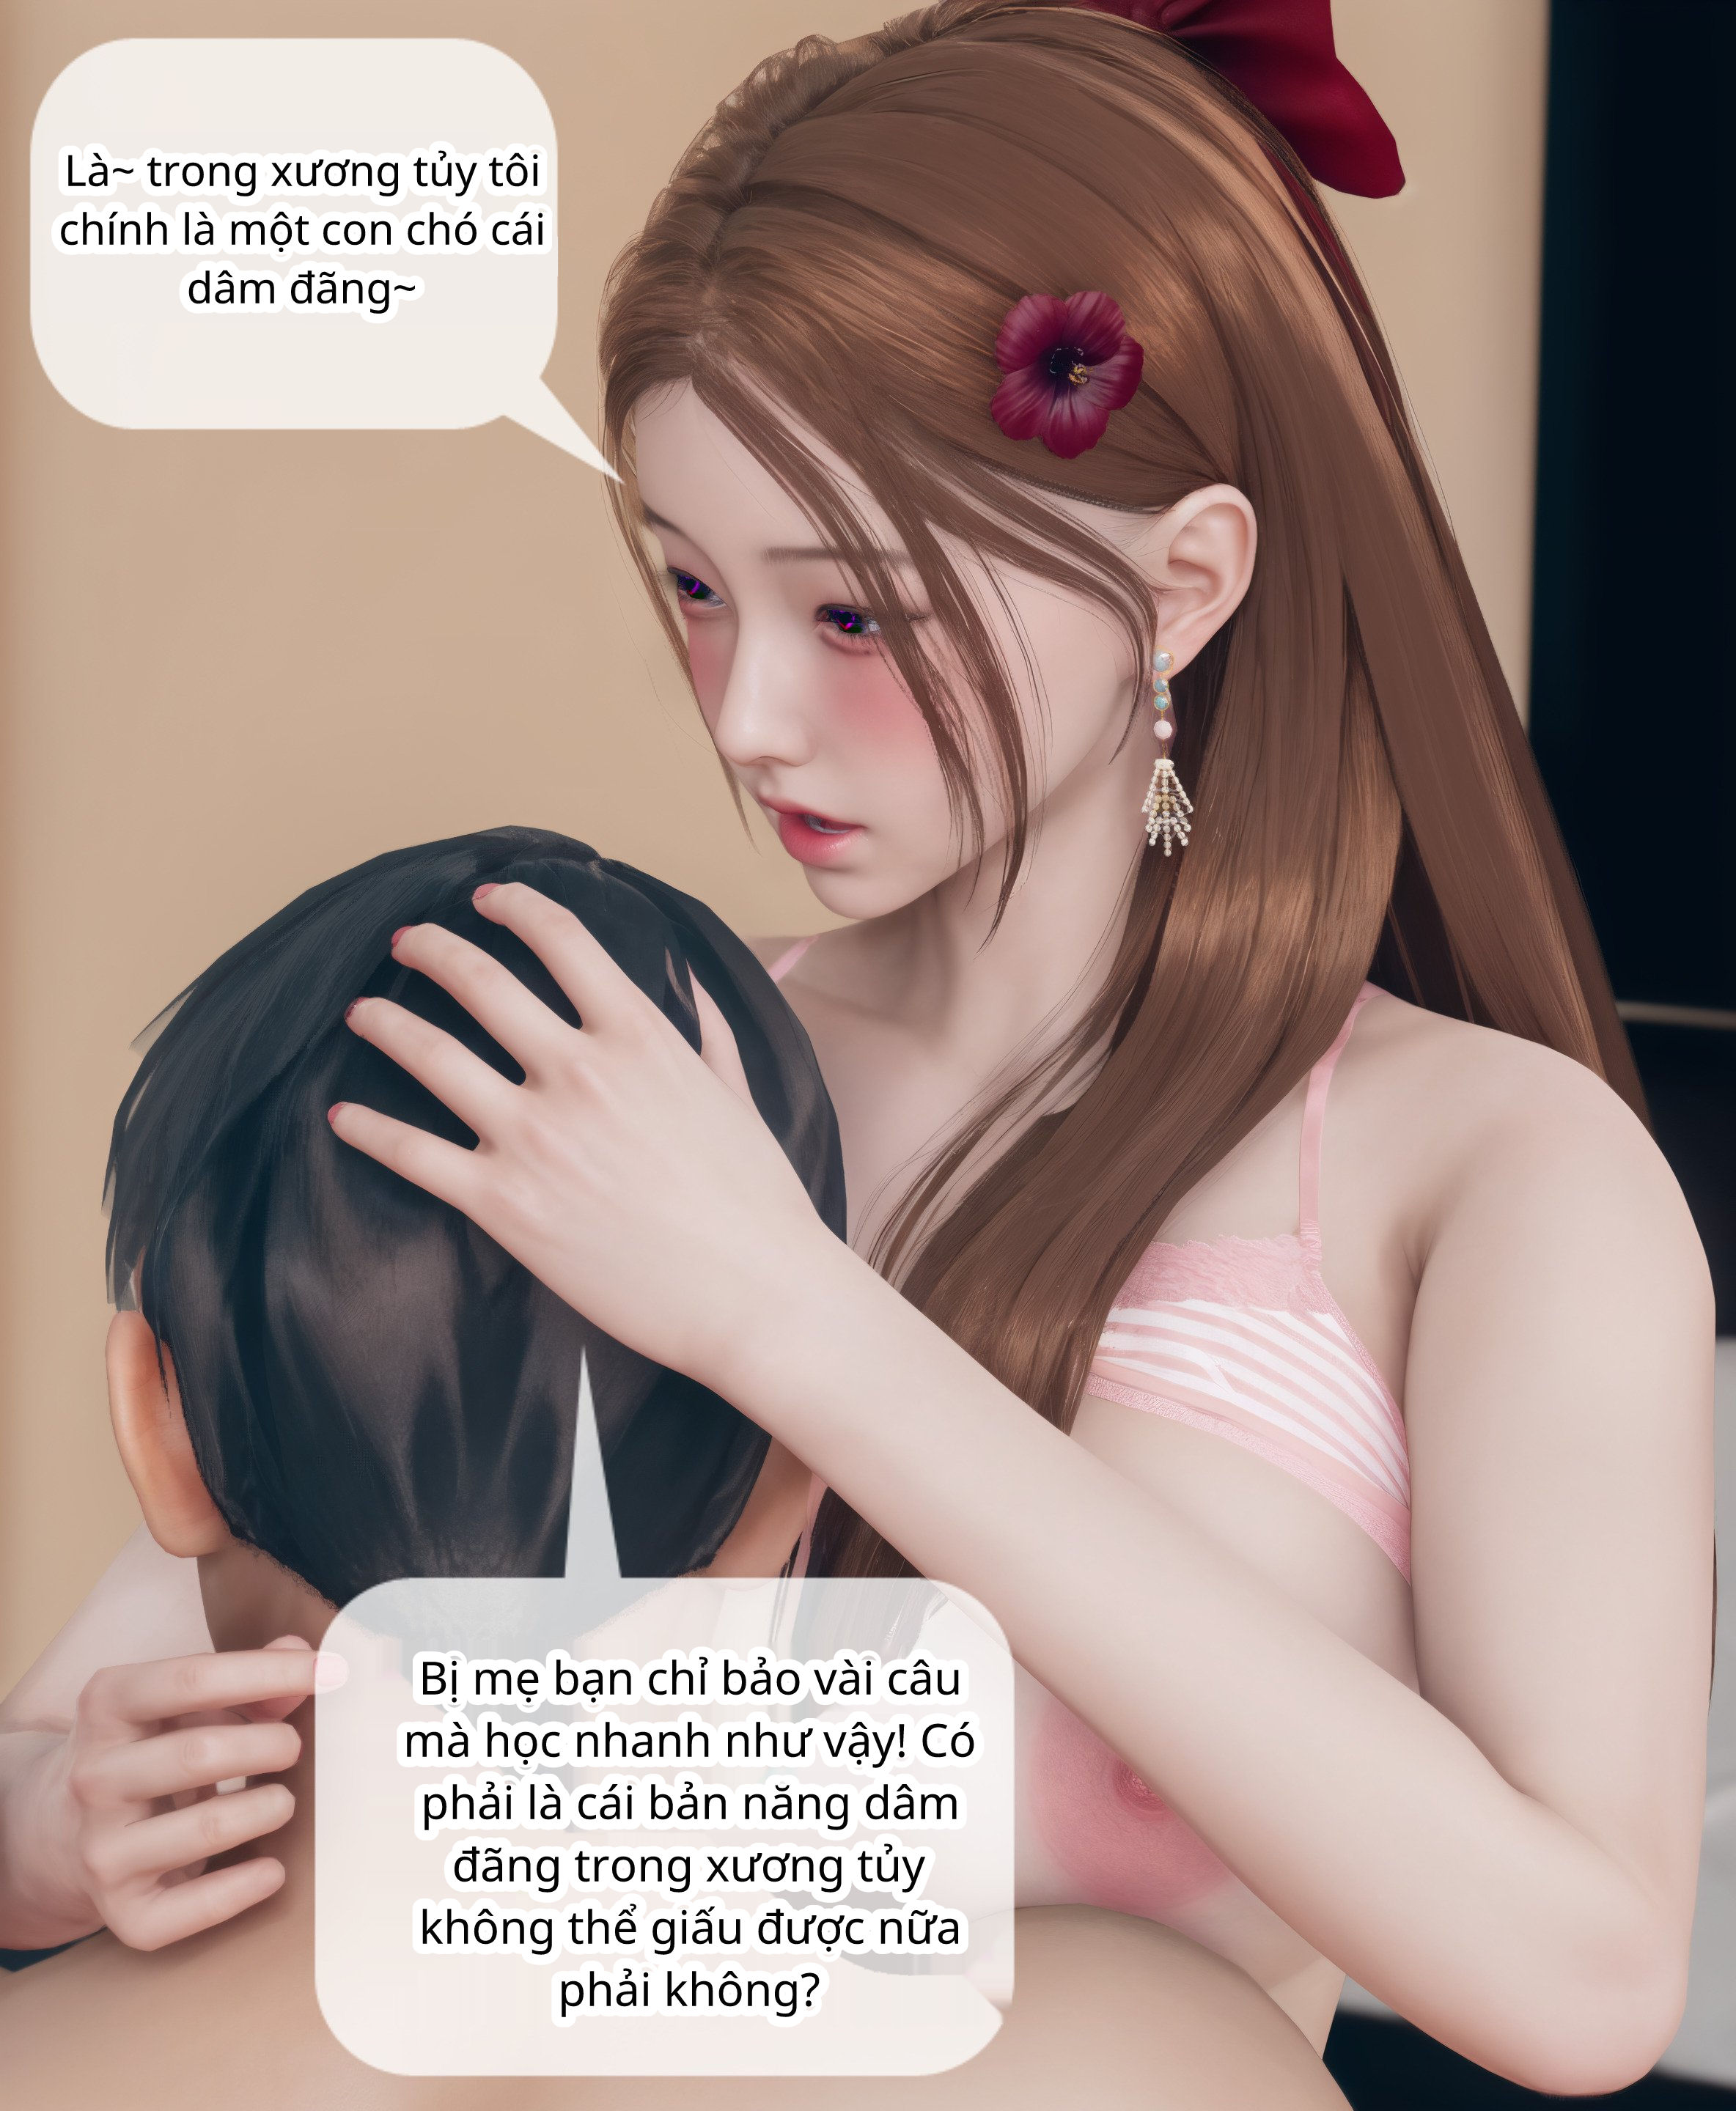 Là~ trong xương tủy tôi
chính là một con chó cái
dâm đãng~
Bị mẹ bạn chỉ bảo vài câu
mà học nhanh như vậy! Có
phải là cái bản năng dâm
đãng trong xương tủy
không thể giấu được nữa
phải không?